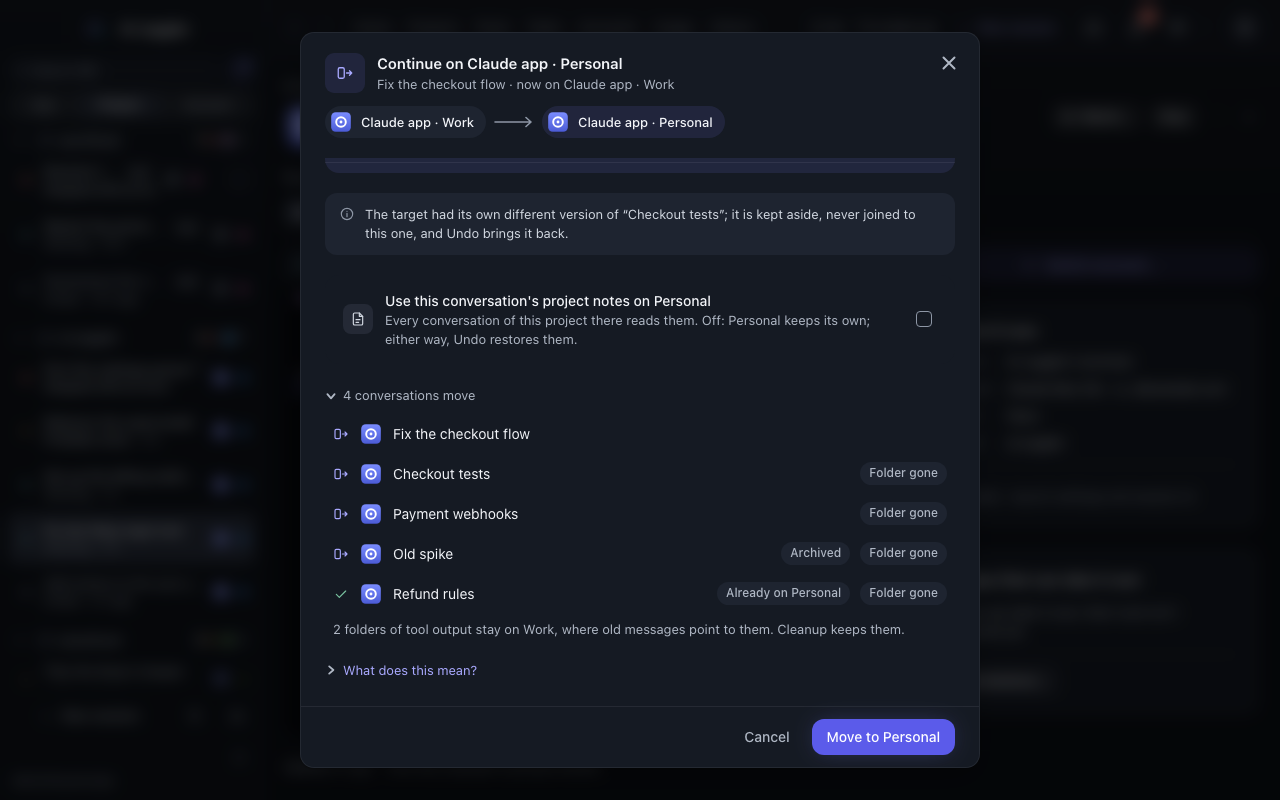 Continue on Claude app · Personal
Fix the checkout flow · now on Claude app · Work
Claude app · Work
Claude app · Personal
The target had its own different version of “Checkout tests”; it is kept aside, never joined to
this one, and Undo brings it back.
Use this conversation's project notes on Personal
Every conversation of this project there reads them. Off: Personal keeps its own;
either way, Undo restores them.
4 conversations move
Fix the checkout flow
Checkout tests Folder gone
Payment webhooks Folder gone
Old spike Archived Folder gone
Refund rules Already on Personal Folder gone
2 folders of tool output stay on Work, where old messages point to them. Cleanup keeps them.
What does this mean?
Cancel Move to Personal